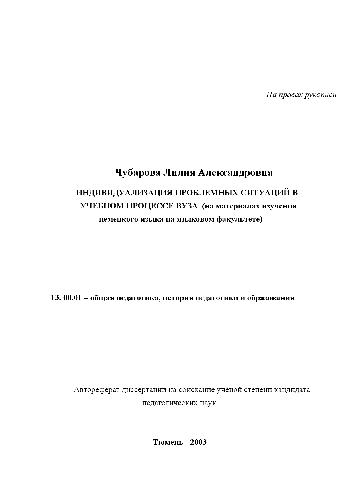 На правах рукописи
Чубарова Лилия Александровна
ИНДИВИДУАЛИЗАЦИЯ ПРОБЛЕМНЫХ СИТУАЦИЙ В
УЧЕБНОМ ПРОЦЕССЕ ВУЗА (на материалах изучения
немецкого языка на языковом факультете)
13.00.01 – общая педагогика, история педагогики и образования
Автореферат диссертации на соискание ученой степени кандидата
педагогических наук
Тюмень 2003